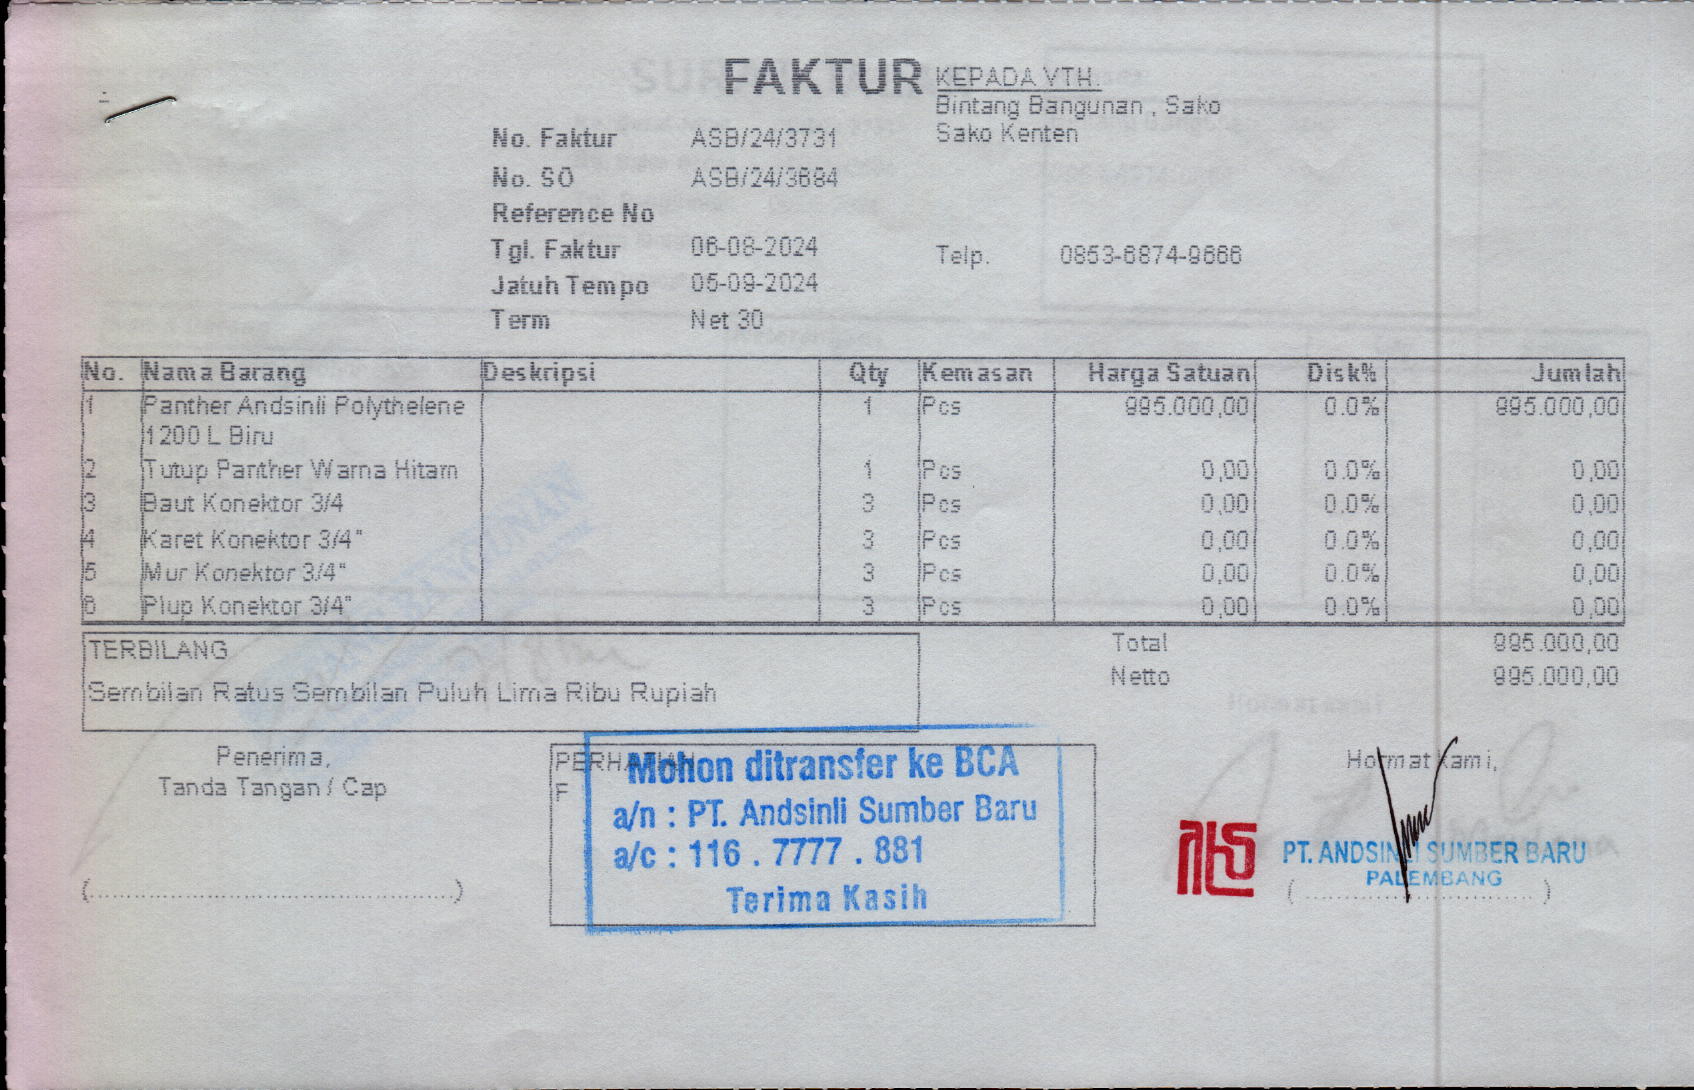 FAKTUR
KEPADA YTH.
Bintang Bangunan , Sako
Sako Kenten
No. Faktur ASB/24/3731
No. SO ASB/24/3684
Reference No
Tgl. Faktur 06-08-2024
Telp. 0853-6874-9666
Jatuh Tempo 05-09-2024
Term Net 30
No. Nama Barang Deskripsi Qty Kemasan Harga Satuan Disk% Jumlah
1 Panther Andsinli Polythelene 1 Pcs 995.000,00 0.0% 995.000,00
1200 L Biru
2 Tutup Panther Warna Hitam 1 Pcs 0,00 0.0% 0,00
3 Baut Konektor 3/4 3 Pcs 0,00 0.0% 0,00
4 Karet Konektor 3/4" 3 Pcs 0,00 0.0% 0,00
5 Mur Konektor 3/4" 3 Pcs 0,00 0.0% 0,00
6 Plup Konektor 3/4" 3 Pcs 0,00 0.0% 0,00
TERBILANG
Sembilan Ratus Sembilan Puluh Lima Ribu Rupiah
Total 995.000,00
Netto 995.000,00
Penerima,
Tanda Tangan / Cap
(..............................................)
PERHATIAN
F
Mohon ditransfer ke BCA
a/n : PT. Andsinli Sumber Baru
a/c : 116 . 7777 . 881
Terima Kasih
Hormat Kami,
PT. ANDSINLI SUMBER BARU
PALEMBANG
(..............................)